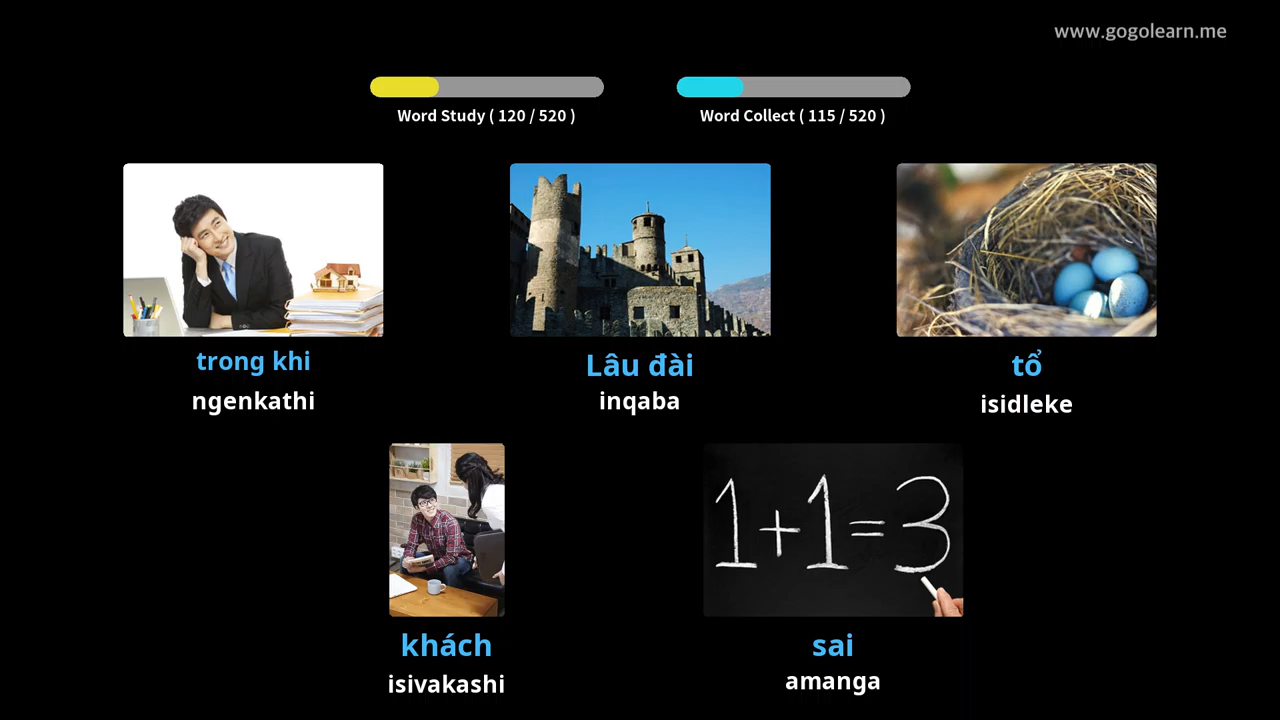 www.gogolearn.me
Word Study ( 120 / 520 )
Word Collect ( 115 / 520 )
trong khi
ngenkathi
Lâu đài
inqaba
tổ
isidleke
khách
isivakashi
1+1=3
sai
amanga